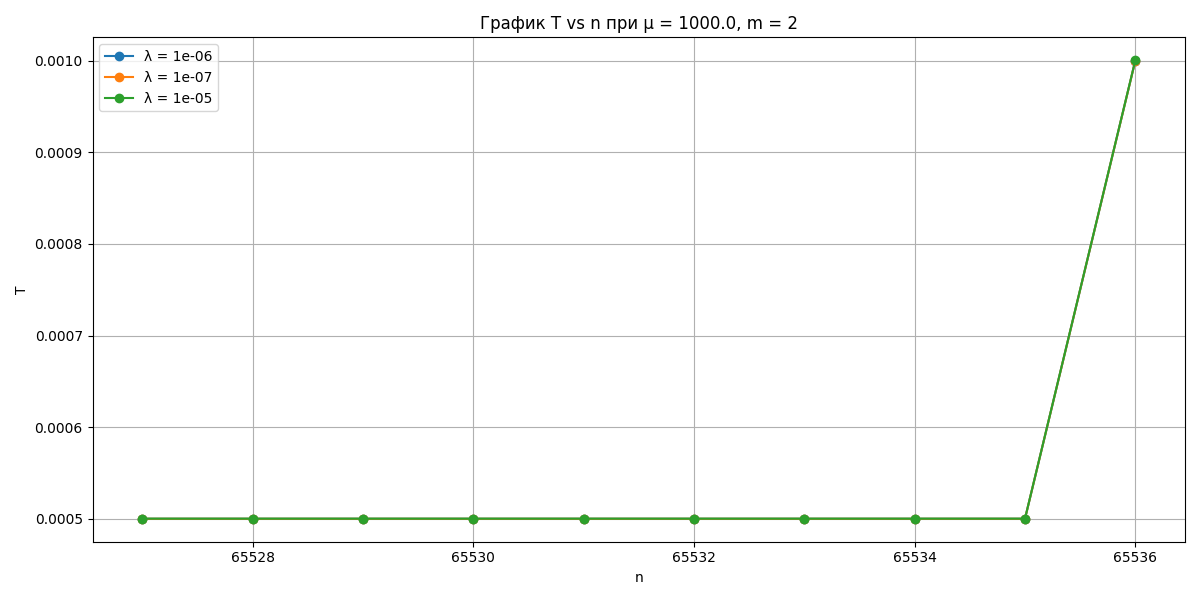 График T vs n при μ = 1000.0, m = 2
λ = 1e-06
λ = 1e-07
λ = 1e-05
0.0010
0.0009
0.0008
0.0007
0.0006
0.0005
T
65528 65530 65532 65534 65536
n